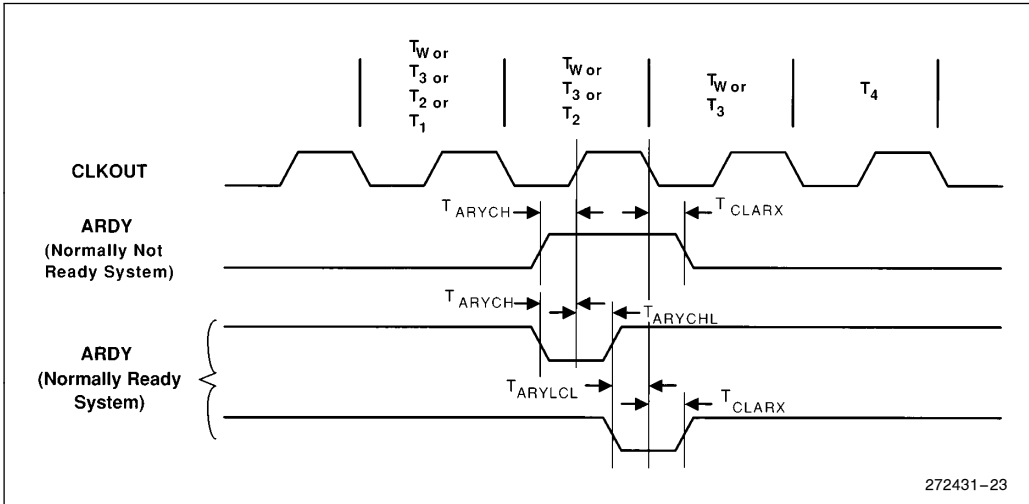 TW or
T3 or
T2 or
T1
TW or
T3 or
T2
TW or
T3
T4
CLKOUT
TARYCH
TCLARX
ARDY
(Normally Not
Ready System)
TARYCH
TARYCHL
ARDY
(Normally Ready
System)
TARYLCL
TCLARX
272431-23